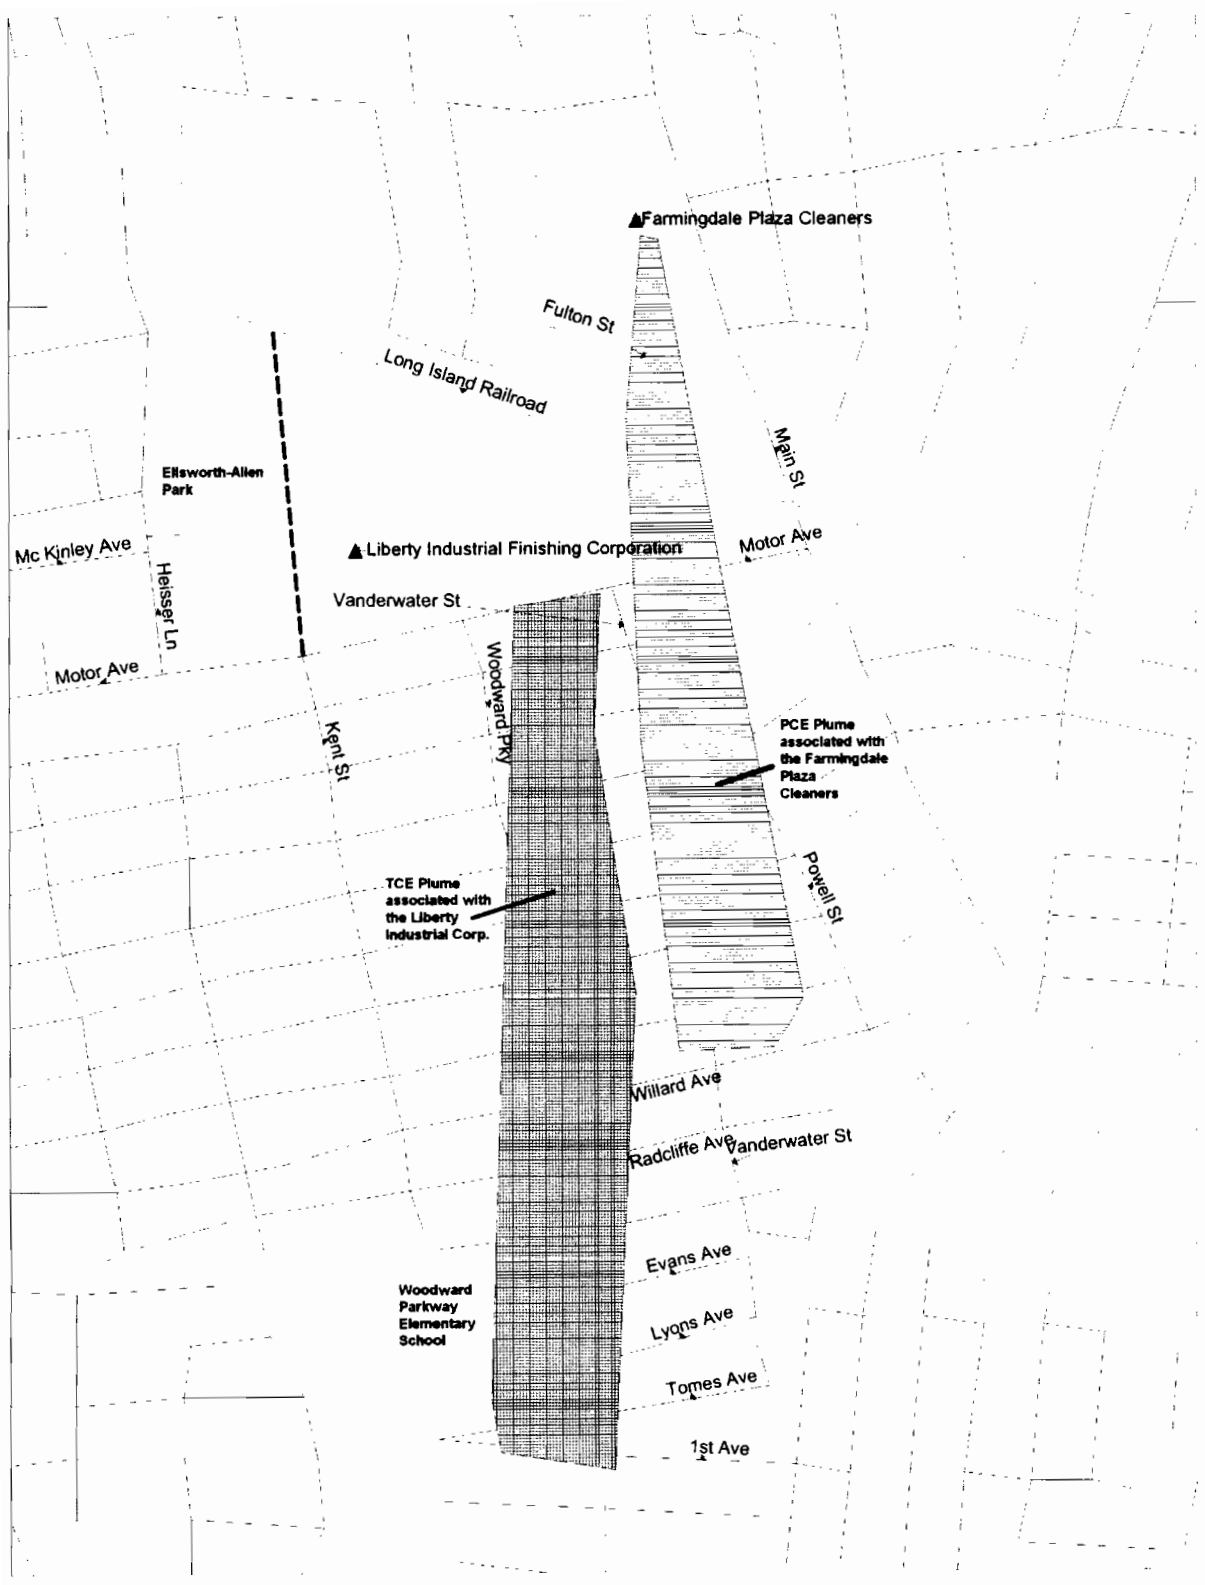 Farmingdale Plaza Cleaners
Fulton St
Long Island Railroad
Main St
Ellsworth-Allen
Park
Mc Kinley Ave
Liberty Industrial Finishing Corporation
Motor Ave
Heisser Ln
Vanderwater St
Woodward Pky
Motor Ave
Kent St
PCE Plume
associated with
the Farmingdale
Plaza
Cleaners
Powell St
TCE Plume
associated with
the Liberty
Industrial Corp.
Willard Ave
Radcliffe Ave
Vanderwater St
Evans Ave
Woodward
Parkway
Elementary
School
Lyons Ave
Tomes Ave
1st Ave